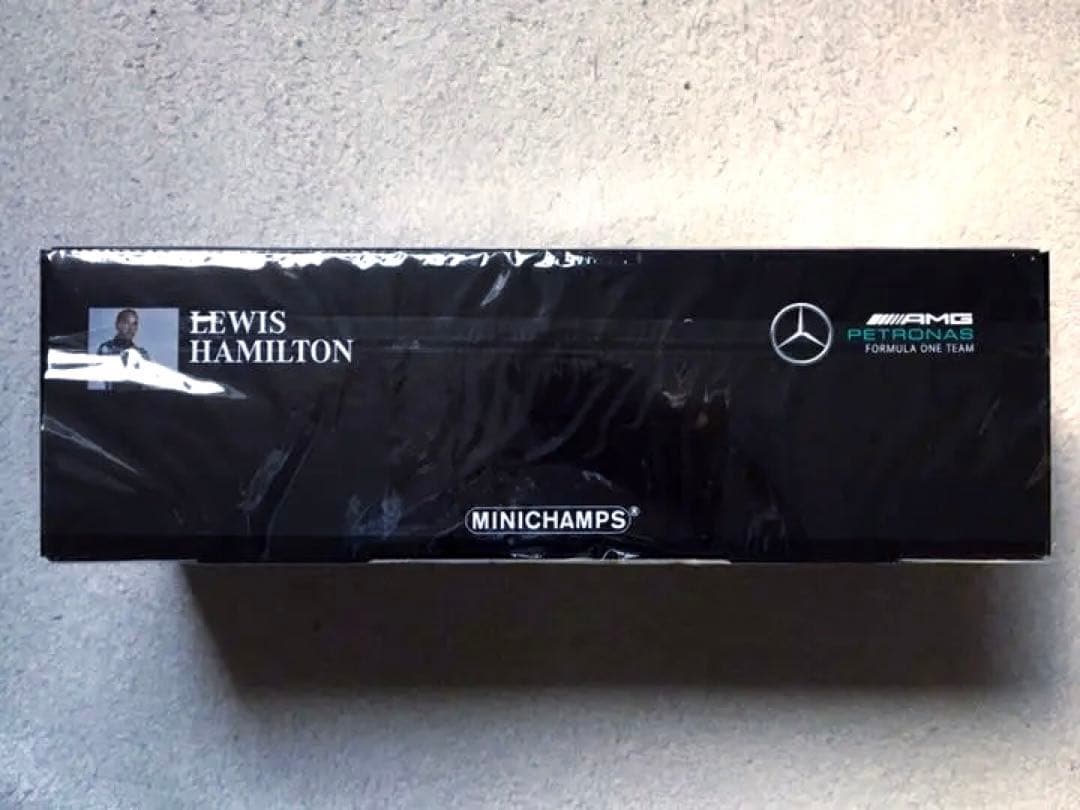 LEWIS
HAMILTON
AMG
PETRONAS
FORMULA ONE TEAM
MINICHAMPS®